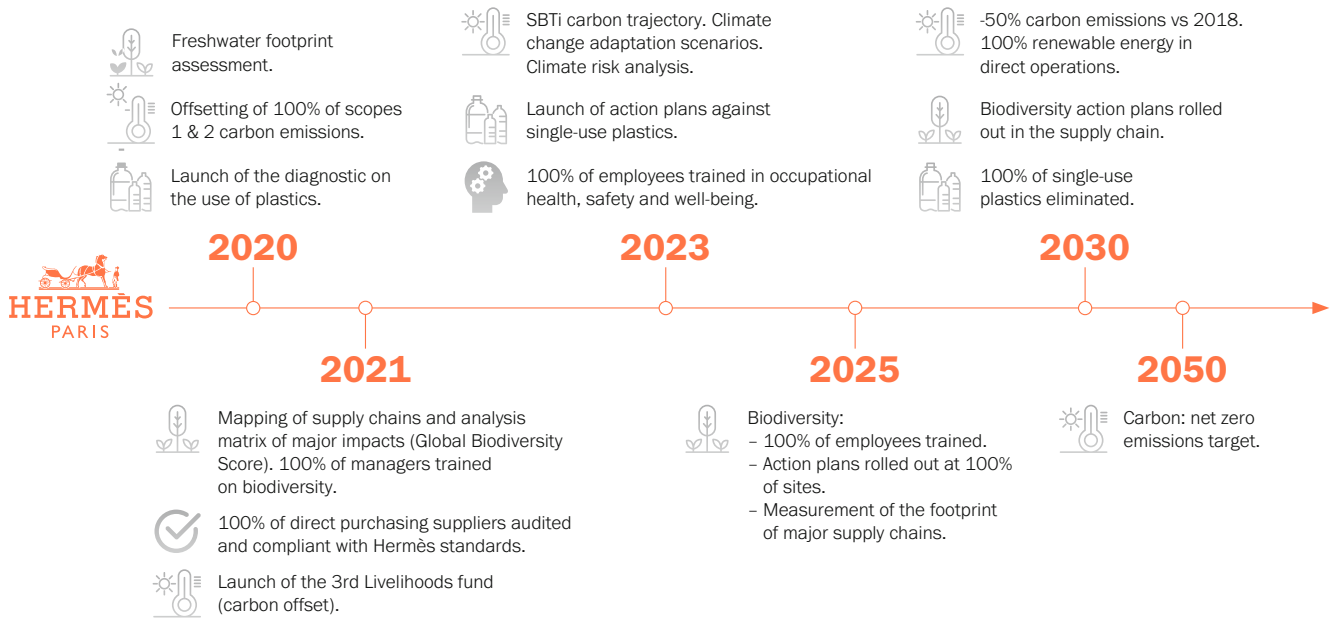 Freshwater footprint
assessment.
Offsetting of 100% of scopes
1 & 2 carbon emissions.
Launch of the diagnostic on
the use of plastics.
2020
SBTi carbon trajectory. Climate
change adaptation scenarios.
Climate risk analysis.
Launch of action plans against
single-use plastics.
100% of employees trained in occupational
health, safety and well-being.
2023
-50% carbon emissions vs 2018.
100% renewable energy in
direct operations.
Biodiversity action plans rolled
out in the supply chain.
100% of single-use
plastics eliminated.
2030
HERMÈS
PARIS
2021
Mapping of supply chains and analysis
matrix of major impacts (Global Biodiversity
Score). 100% of managers trained
on biodiversity.
100% of direct purchasing suppliers audited
and compliant with Hermès standards.
Launch of the 3rd Livelihoods fund
(carbon offset).
2025
Biodiversity:
– 100% of employees trained.
– Action plans rolled out at 100%
of sites.
– Measurement of the footprint
of major supply chains.
2050
Carbon: net zero
emissions target.